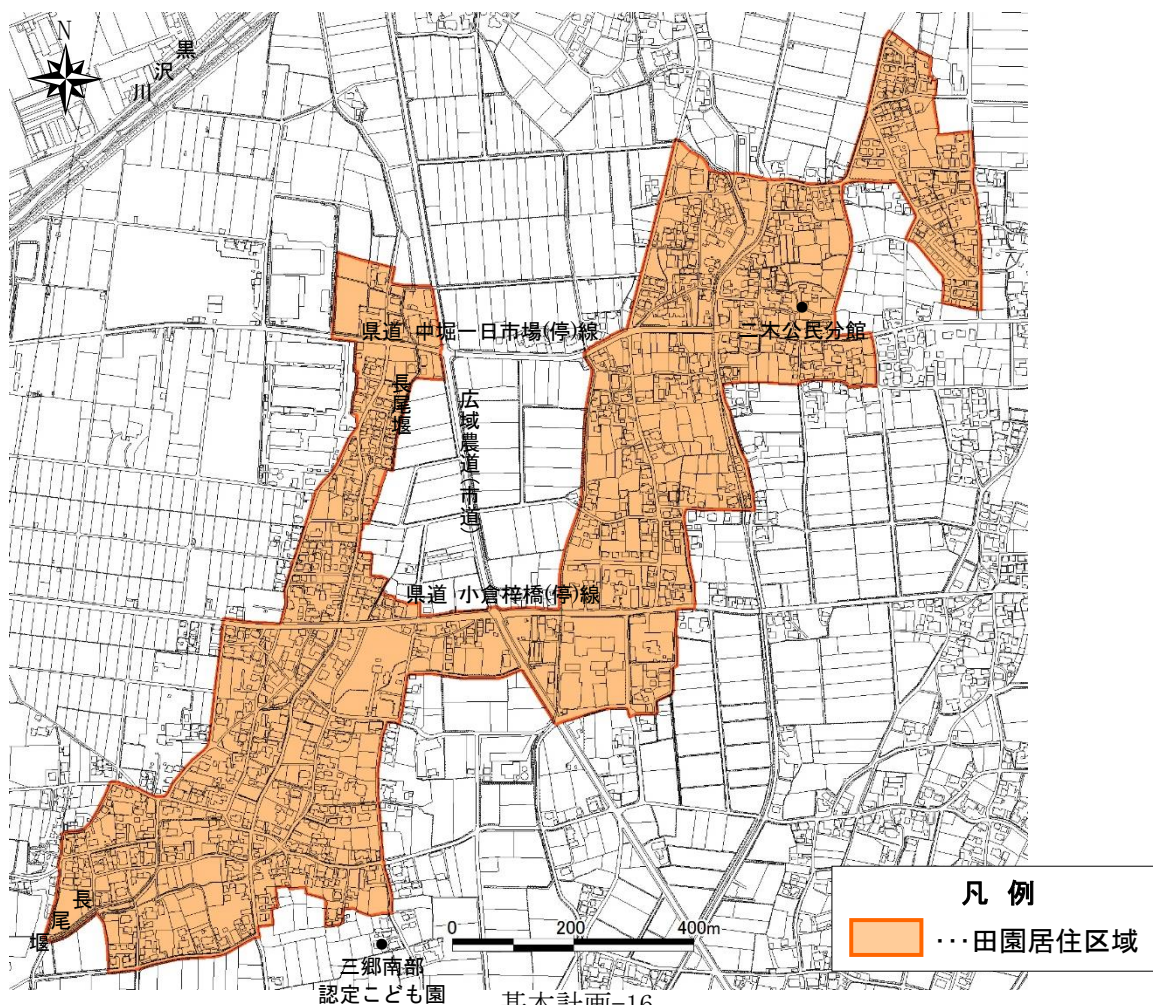 N
黒沢川
県道 中堀一日市場(停)線
二木公民分館
長尾堰
広域農道(市道)
県道 小倉梓橋(停)線
長尾堰
0 200 400m
三郷南部
認定こども園
凡 例
…田園居住区域
基本計画-16